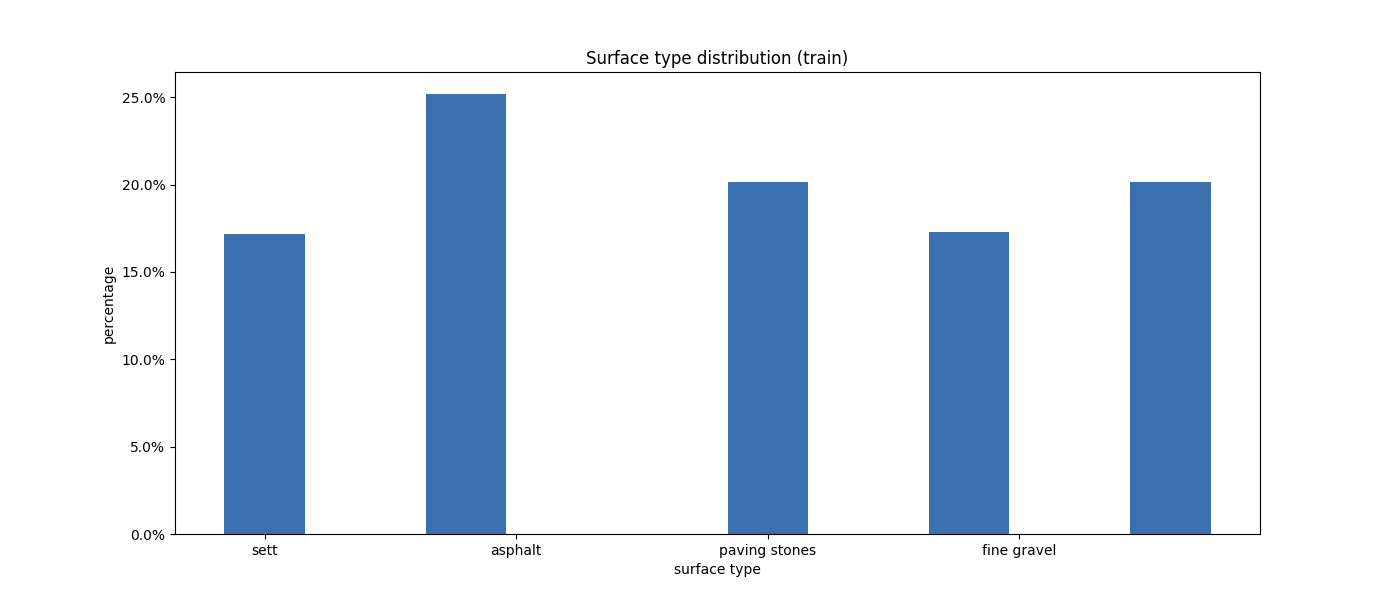 Surface type distribution (train)
25.0%
20.0%
15.0%
10.0%
5.0%
0.0%
percentage
sett asphalt paving stones fine gravel
surface type